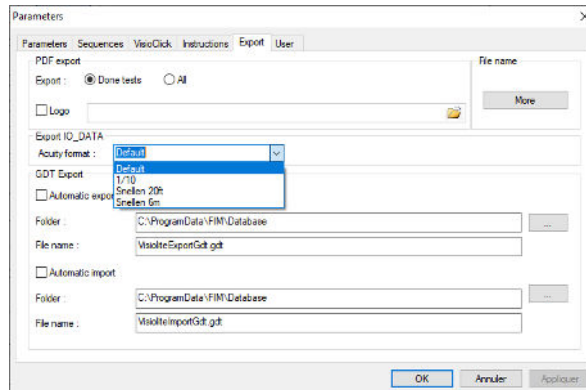 Parameters
Parameters Sequences VisioClick Instructions Export User
PDF export
File name
Export : Done tests All
More
Logo
Export IO_DATA
Acuity format : Default
Default
1/10
Snellen 20ft
Snellen 6m
GDT Export
Automatic expor
Folder : C:\ProgramData\FIM\Database ...
File name : VisioliteExportGdt.gdt
Automatic import
Folder : C:\ProgramData\FIM\Database ...
File name : VisioliteImportGdt.gdt
OK Annuler Appliquer